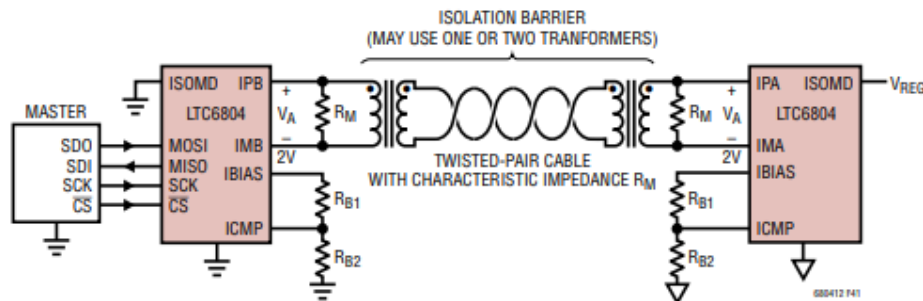 ISOLATION BARRIER
(MAY USE ONE OR TWO TRANFORMERS)
MASTER
SDO
SDI
SCK
CS
ISOMD
IPB
LTC6804
MOSI
IMB
MISO
IBIAS
SCK
CS
ICMP
+
VA
–
2V
RM
RB1
RB2
TWISTED-PAIR CABLE
WITH CHARACTERISTIC IMPEDANCE RM
RM
+
VA
–
2V
RB1
RB2
IPA
ISOMD
LTC6804
IMA
IBIAS
ICMP
VREG
680412 F41